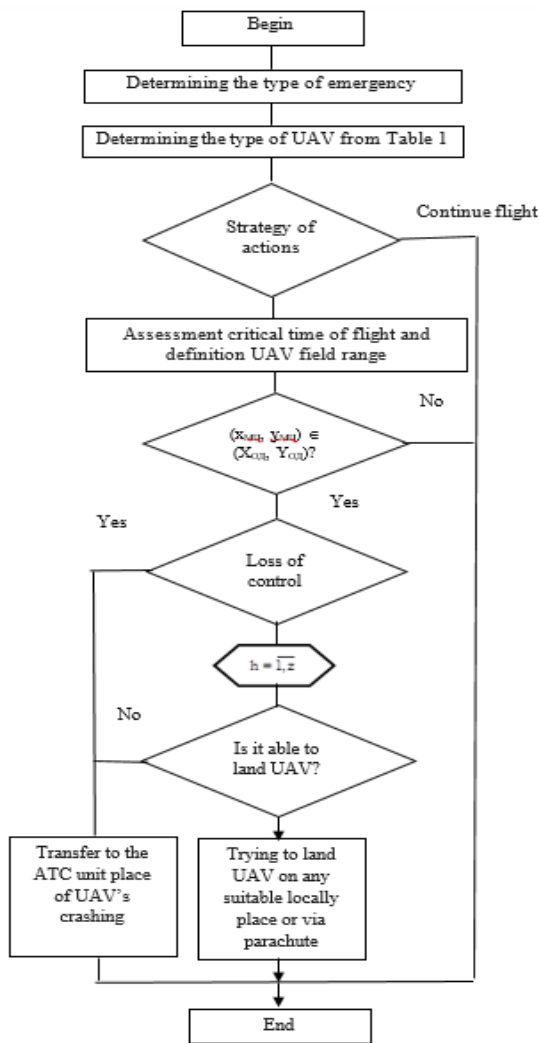 Begin
Determining the type of emergency
Determining the type of UAV from Table 1
Continue flight
Strategy of
actions
Assessment critical time of flight and
definition UAV field range
No
∈
(X_ОД, Y_ОД)?
Yes
Yes
Loss of
control
h = 1,z
No
Is it able to
land UAV?
Transfer to the
ATC unit place
of UAV's
crashing
Trying to land
UAV on any
suitable locally
place or via
parachute
End